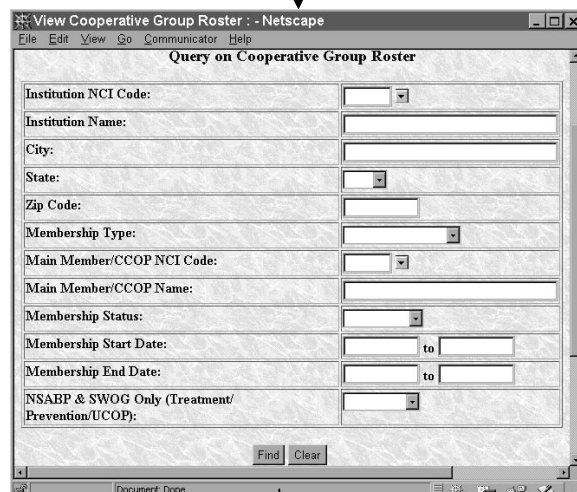 View Cooperative Group Roster : - Netscape
File Edit View Go Communicator Help
Query on Cooperative Group Roster
Institution NCI Code:
Institution Name:
City:
State:
Zip Code:
Membership Type:
Main Member/CCOP NCI Code:
Main Member/CCOP Name:
Membership Status:
Membership Start Date: to
Membership End Date: to
NSABP & SWOG Only (Treatment/
Prevention/UCOP):
Find Clear
Document: Done